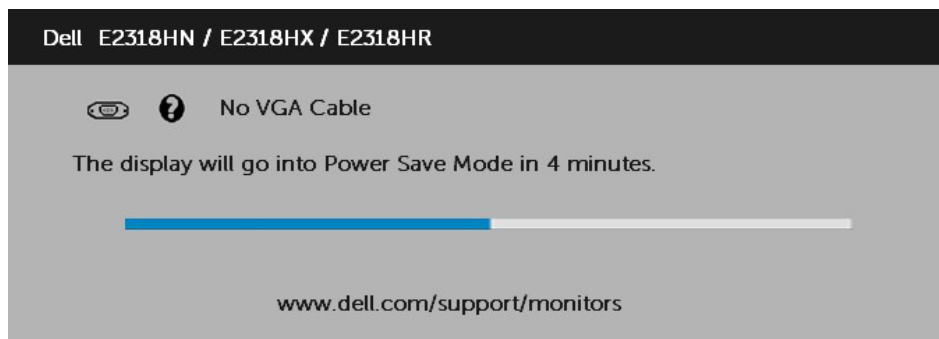 Dell E2318HN / E2318HX / E2318HR
? No VGA Cable
The display will go into Power Save Mode in 4 minutes.
www.dell.com/support/monitors